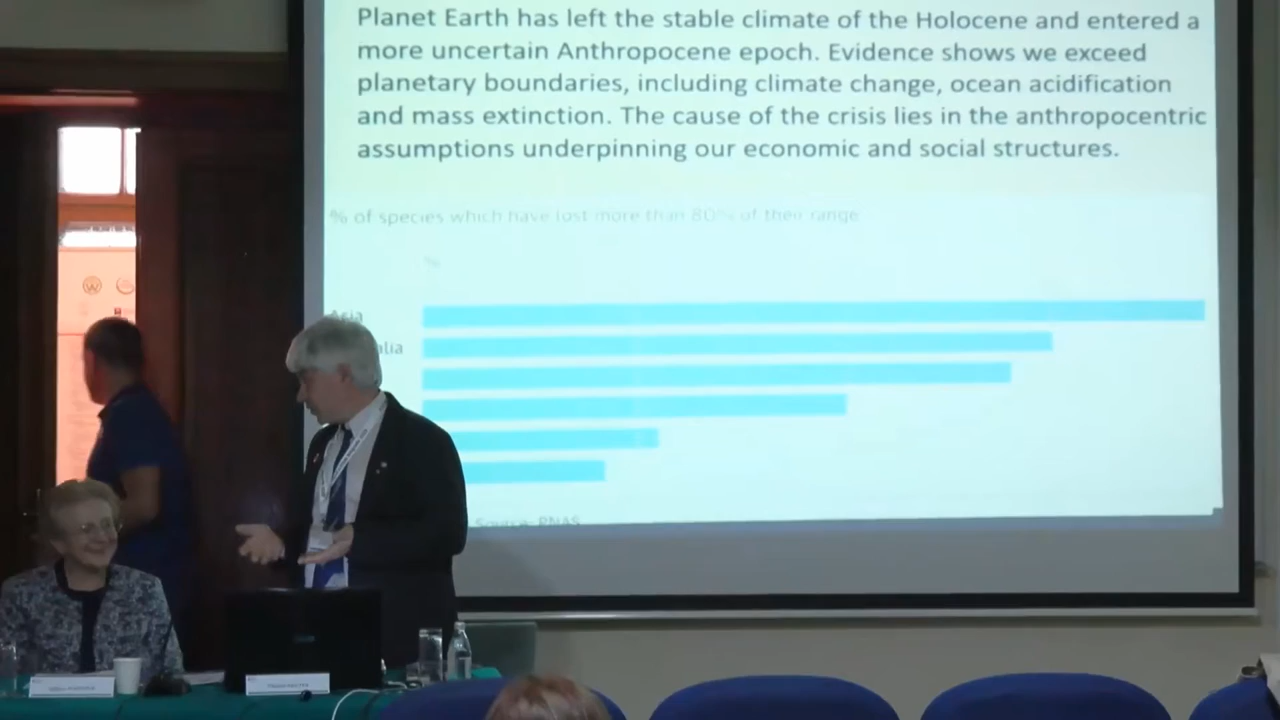 Planet Earth has left the stable climate of the Holocene and entered a
more uncertain Anthropocene epoch. Evidence shows we exceed
planetary boundaries, including climate change, ocean acidification
and mass extinction. The cause of the crisis lies in the anthropocentric
assumptions underpinning our economic and social structures.
% of species which have lost more than 80% of their range
%
Asia
alia
Source: PNAS